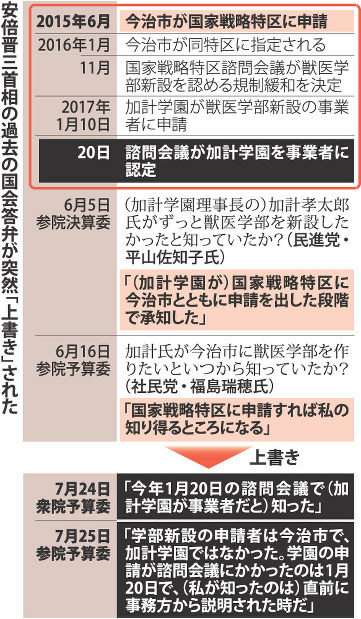 安倍晋三首相の過去の国会答弁が突然「上書き」された
2015年6月 今治市が国家戦略特区に申請
2016年1月 今治市が同特区に指定される
11月 国家戦略特区諮問会議が獣医学
部新設を認める規制緩和を決定
2017年 加計学園が獣医学部新設の事業
1月10日 者に申請
20日 諮問会議が加計学園を事業者に
認定
6月5日 (加計学園理事長の)加計孝太郎
参院決算委 氏がずっと獣医学部を新設した
かったと知っていたか?(民進党・
平山佐知子氏)
「(加計学園が)国家戦略特区に
今治市とともに申請を出した段階
で承知した」
6月16日 加計氏が今治市に獣医学部を作
参院予算委 りたいといつから知っていたか?
(社民党・福島瑞穂氏)
「国家戦略特区に申請すれば私の
知り得るところになる」
上書き
7月24日 「今年1月20日の諮問会議で(加
衆院予算委 計学園が事業者だと)知った」
7月25日 「学部新設の申請者は今治市で、
参院予算委 加計学園ではなかった。学園の
申請が諮問会議にかかったのは1月
20日で、(私が知ったのは)直前に
事務方から説明された時だ」